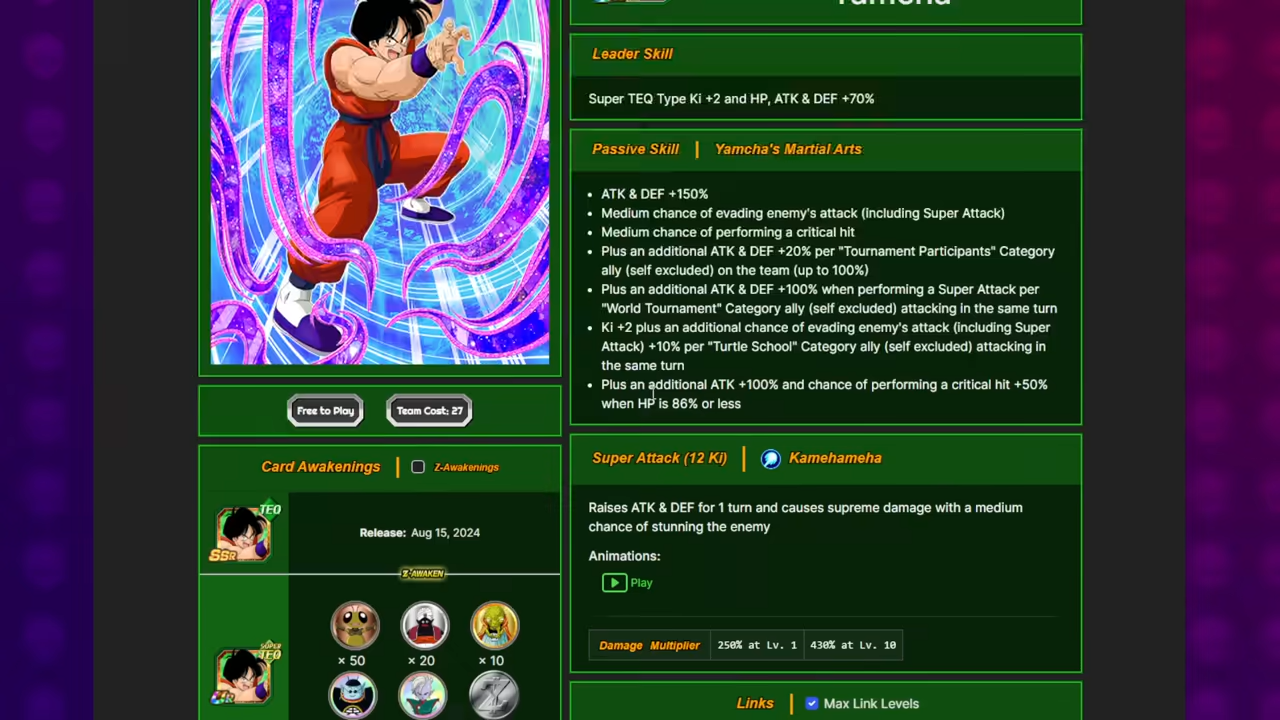 Yamcha
Leader Skill
Super TEQ Type Ki +2 and HP, ATK & DEF +70%
Passive Skill | Yamcha's Martial Arts
• ATK & DEF +150%
• Medium chance of evading enemy's attack (including Super Attack)
• Medium chance of performing a critical hit
• Plus an additional ATK & DEF +20% per "Tournament Participants" Category
ally (self excluded) on the team (up to 100%)
• Plus an additional ATK & DEF +100% when performing a Super Attack per
"World Tournament" Category ally (self excluded) attacking in the same turn
• Ki +2 plus an additional chance of evading enemy's attack (including Super
Attack) +10% per "Turtle School" Category ally (self excluded) attacking in
the same turn
• Plus an additional ATK +100% and chance of performing a critical hit +50%
when HP is 86% or less
Free to Play
Team Cost: 27
Super Attack (12 Ki) | Kamehameha
Raises ATK & DEF for 1 turn and causes supreme damage with a medium
chance of stunning the enemy
Animations:
Play
Damage Multiplier 250% at Lv. 1 430% at Lv. 10
Links | Max Link Levels
Card Awakenings | Z-Awakenings
TEQ
SSR
Release: Aug 15, 2024
Z-AWAKEN
SUPER
TEQ
UR
× 50 × 20 × 10
Z